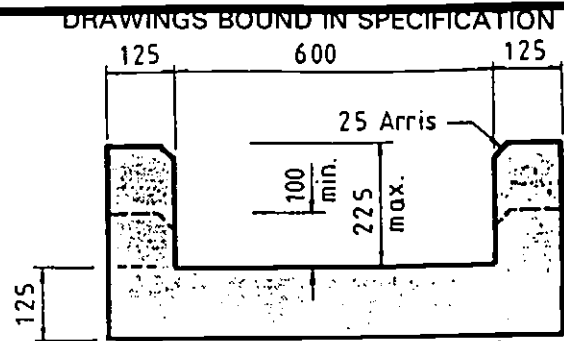 DRAWINGS BOUND IN SPECIFICATION
125 600 125
25 Arris
100 min.
225 max.
125